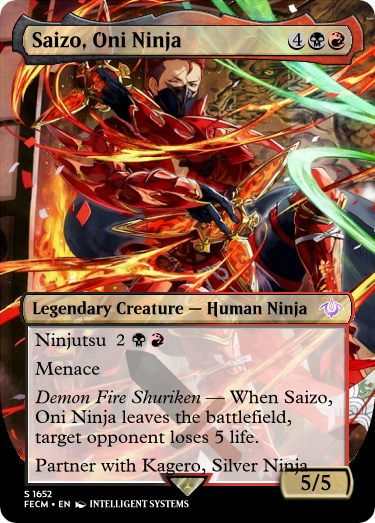 Saizo, Oni Ninja 4
Legendary Creature — Human Ninja
Ninjutsu 2
Menace
Demon Fire Shuriken — When Saizo,
Oni Ninja leaves the battlefield,
target opponent loses 5 life.
Partner with Kagero, Silver Ninja
5/5
S 1652
FECM • EN INTELLIGENT SYSTEMS